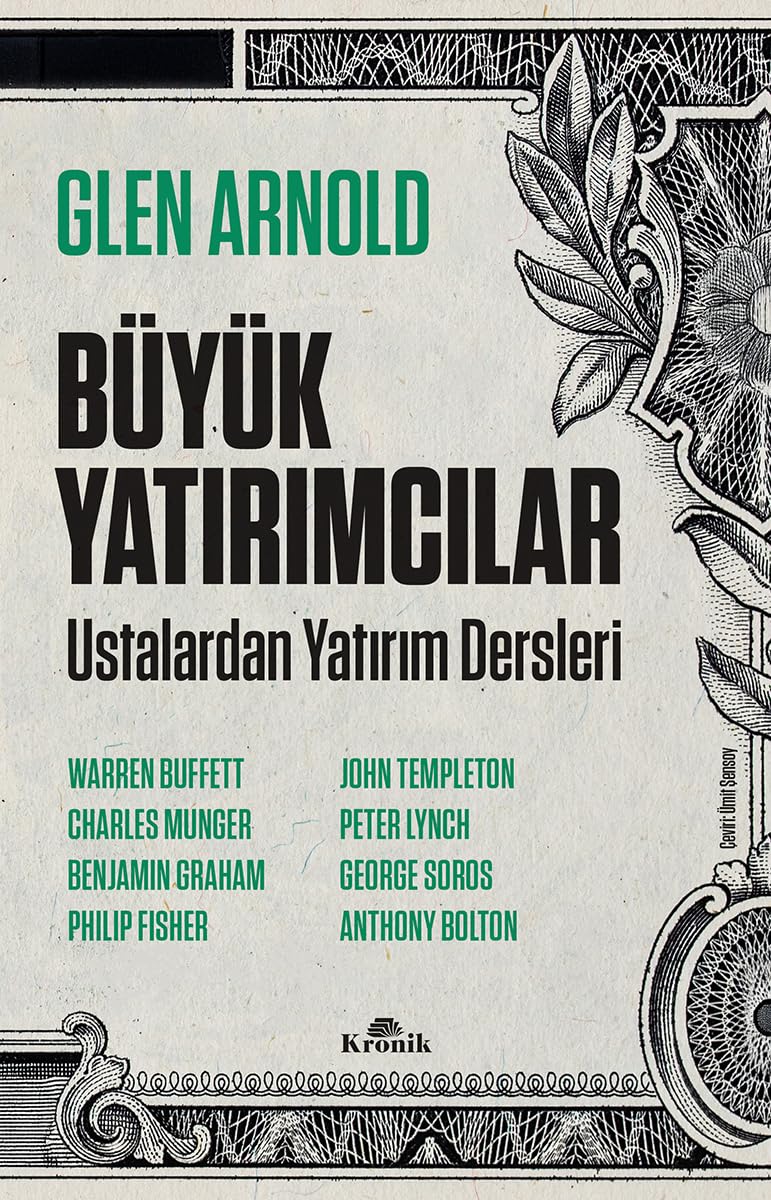 GLEN ARNOLD
BÜYÜK
YATIRIMCILAR
Ustalardan Yatırım Dersleri
WARREN BUFFETT
CHARLES MUNGER
BENJAMIN GRAHAM
PHILIP FISHER
JOHN TEMPLETON
PETER LYNCH
GEORGE SOROS
ANTHONY BOLTON
Çeviri: Ümit Şensoy
Kronik